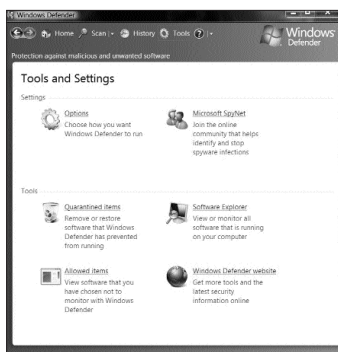 Windows Defender
Home Scan History Tools
Windows
Defender
Protection against malicious and unwanted software
Tools and Settings
Settings
Options
Choose how you want
Windows Defender to run
Microsoft SpyNet
Join the online
community that helps
identify and stop
spyware infections
Tools
Quarantined items
Remove or restore
software that Windows
Defender has prevented
from running
Software Explorer
View or monitor all
software that is running
on your computer
Allowed items
View software that you
have chosen not to
monitor with Windows
Defender
Windows Defender website
Get more tools and the
latest security
information online